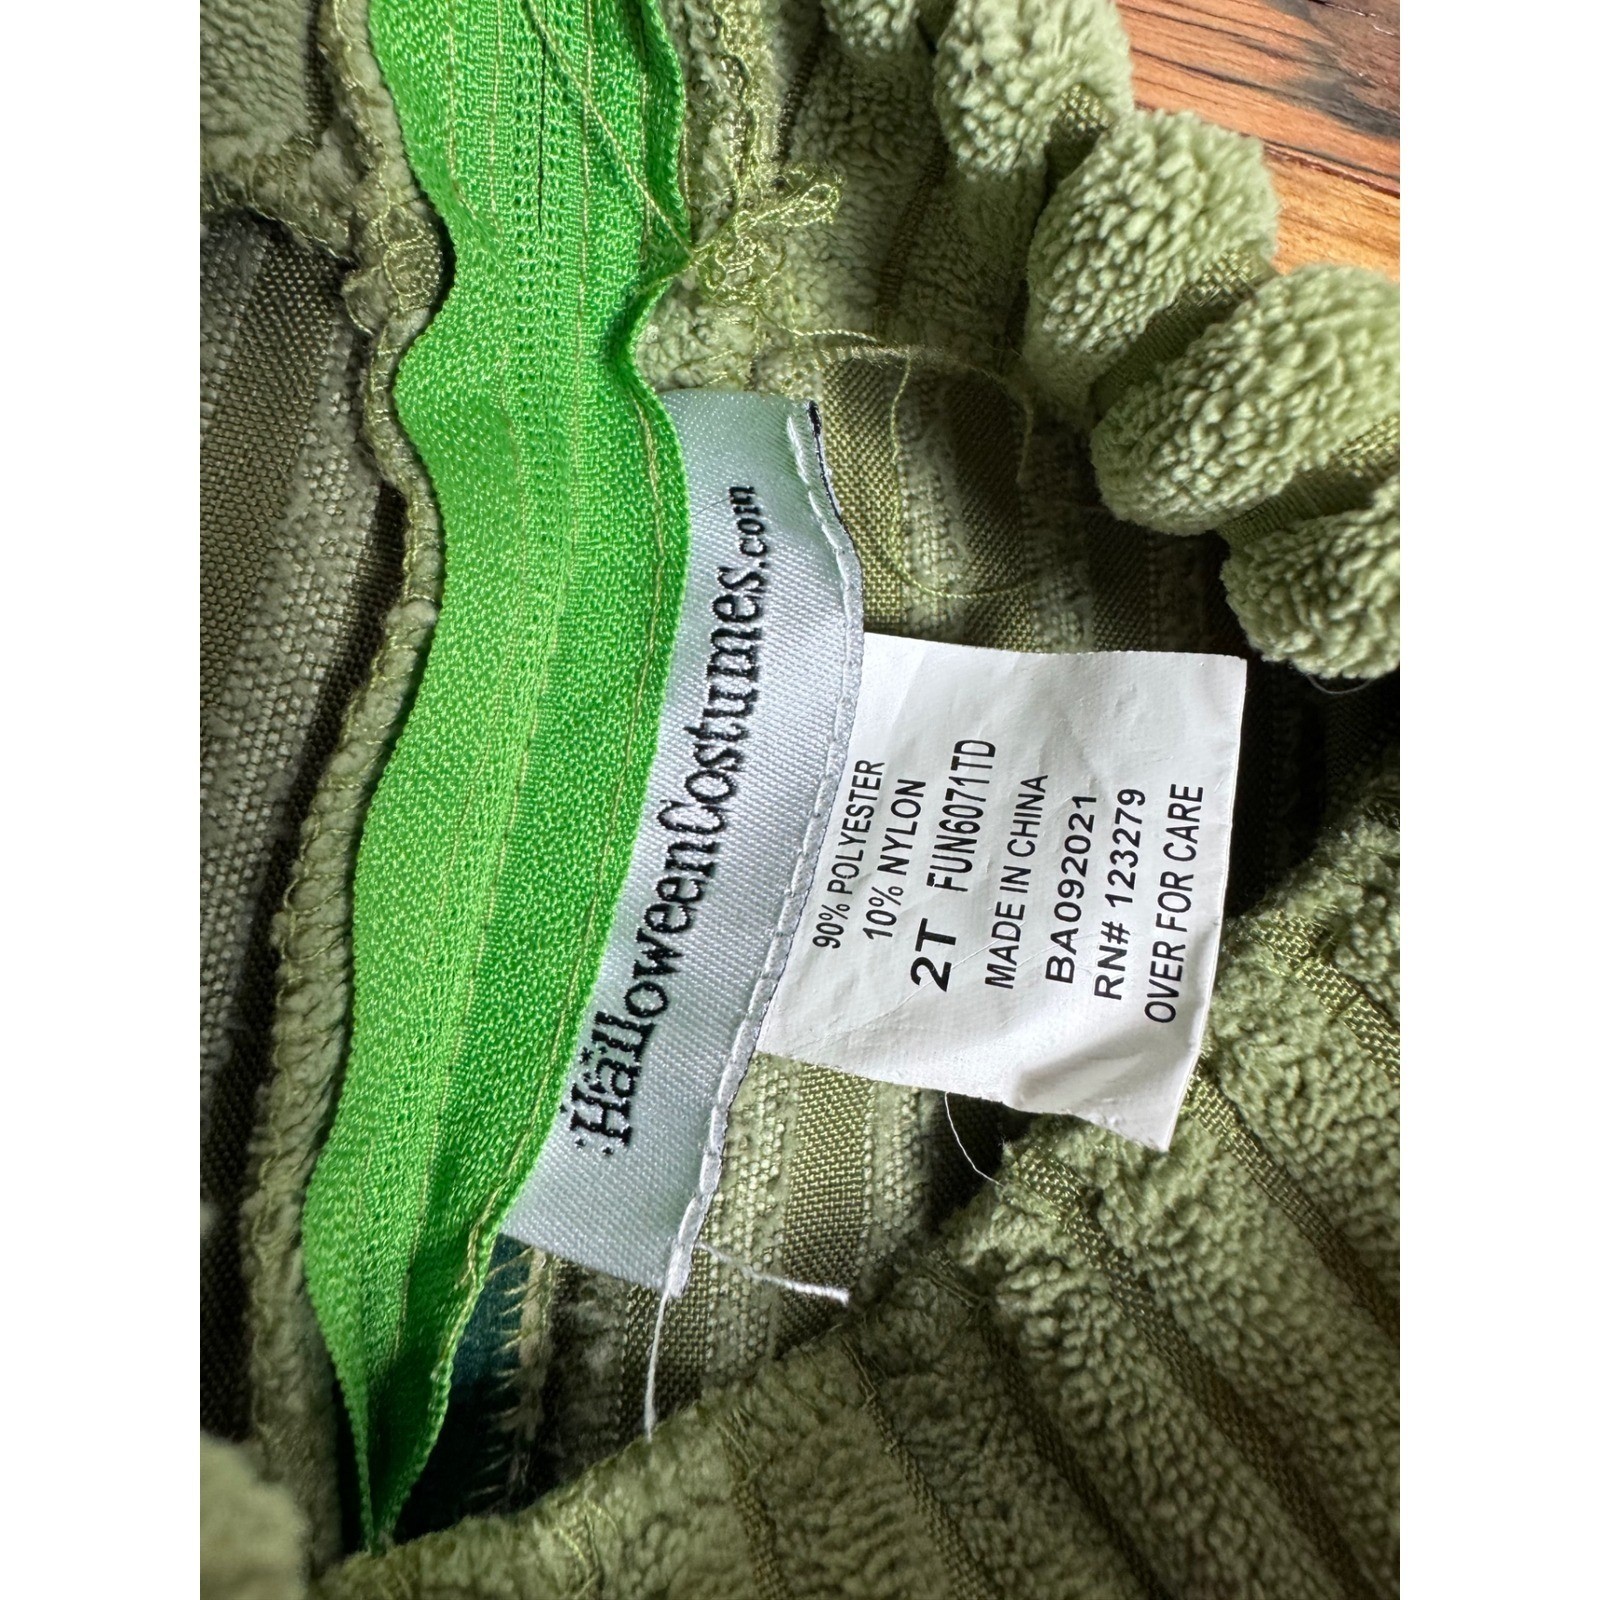 HalloweenCostumes.com
90% POLYESTER
10% NYLON
2T FUN6071TD
MADE IN CHINA
BA092021
RN# 123279
OVER FOR CARE